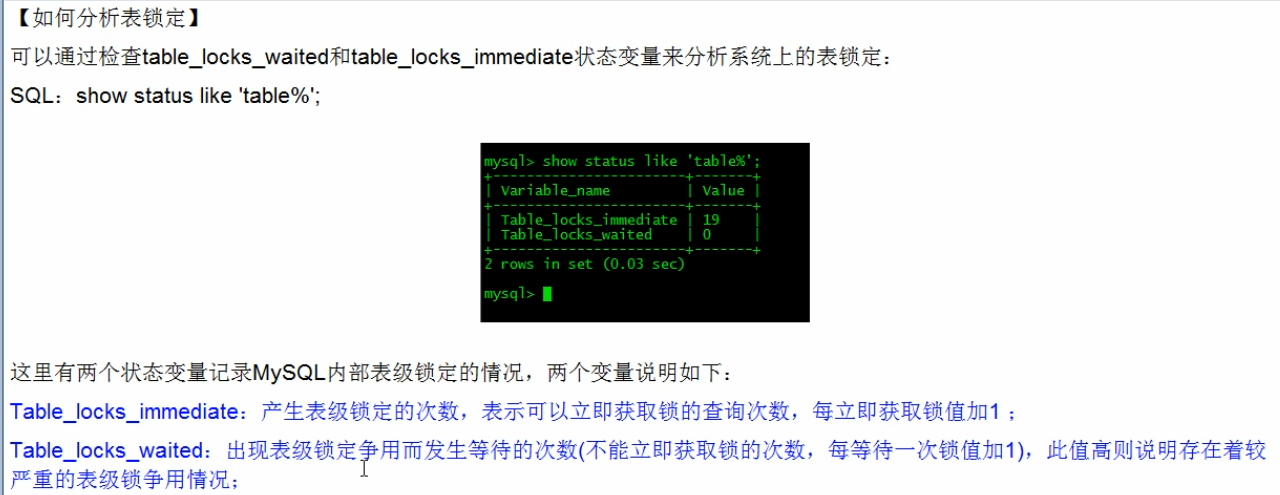 【如何分析表锁定】
可以通过检查table_locks_waited和table_locks_immediate状态变量来分析系统上的表锁定：
SQL：show status like 'table%';
mysql> show status like 'table%';
+-----------------------+-------+
| Variable_name         | Value |
+-----------------------+-------+
| Table_locks_immediate | 19    |
| Table_locks_waited    | 0     |
+-----------------------+-------+
2 rows in set (0.03 sec)
mysql>
这里有两个状态变量记录MySQL内部表级锁定的情况，两个变量说明如下：
Table_locks_immediate：产生表级锁定的次数，表示可以立即获取锁的查询次数，每立即获取锁值加1 ；
Table_locks_waited：出现表级锁定争用而发生等待的次数(不能立即获取锁的次数，每等待一次锁值加1)，此值高则说明存在着较
严重的表级锁争用情况；